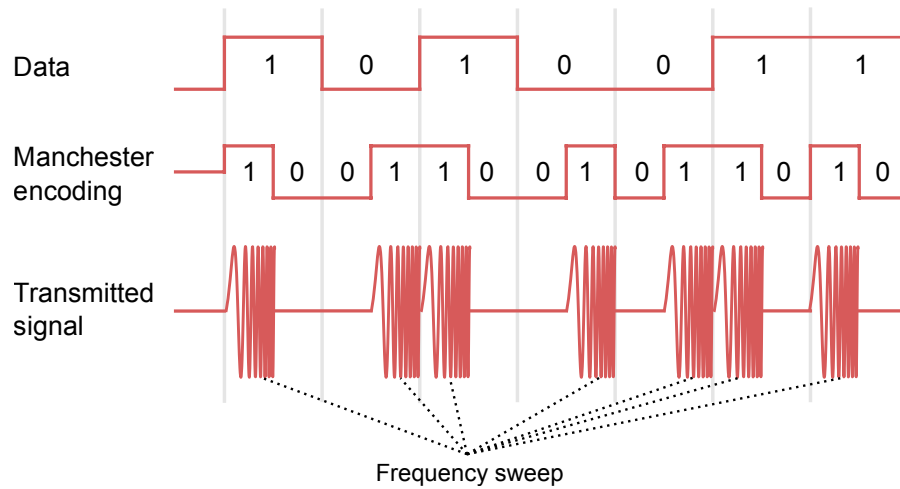 Data
1 0 1 0 0 1 1
Manchester
encoding
1 0 0 1 1 0 0 1 0 1 1 0 1 0
Transmitted
signal
Frequency sweep